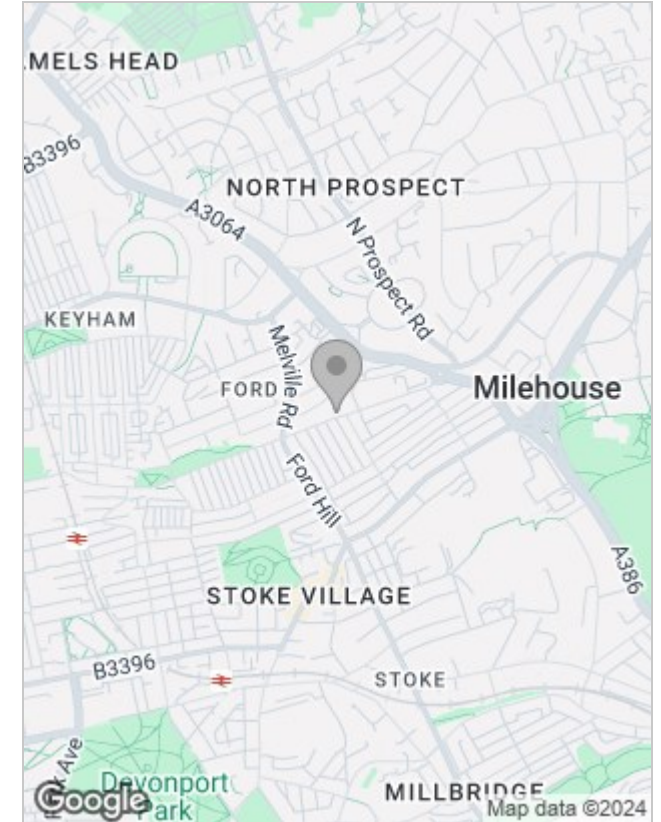 MELS HEAD
B3396
NORTH PROSPECT
A3064
N Prospect Rd
KEYHAM
Melville Rd
FORD
Milehouse
Ford Hill
A386
STOKE VILLAGE
B3396
STOKE
Devonport
Park
Ave
MILLBRIDGE
Google
Map data ©2024